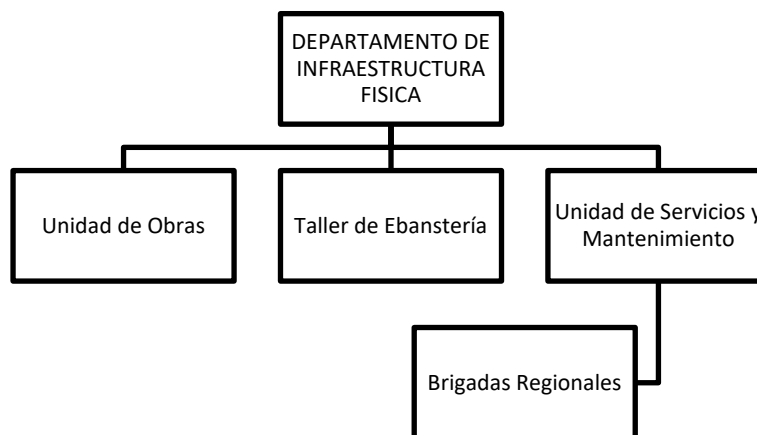 DEPARTAMENTO DE
INFRAESTRUCTURA
FISICA
Unidad de Obras
Taller de Ebanstería
Unidad de Servicios y
Mantenimiento
Brigadas Regionales